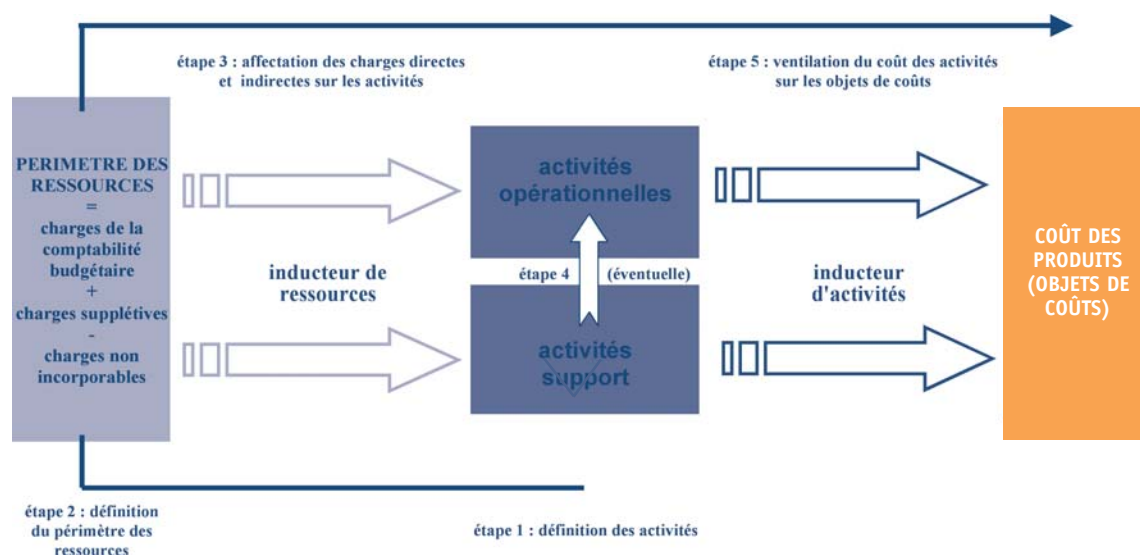 étape 3 : affectation des charges directes
et indirectes sur les activités
étape 5 : ventilation du coût des activités
sur les objets de coûts
PERIMETRE DES
RESSOURCES
=
charges de la
comptabilité
budgétaire
+
charges supplétives
-
charges non
incorporables
inducteur de
ressources
activités
opérationnelles
étape 4 (éventuelle)
activités
support
inducteur
d'activités
COÛT DES
PRODUITS
(OBJETS DE
COÛTS)
étape 2 : définition
du périmètre des
ressources
étape 1 : définition des activités